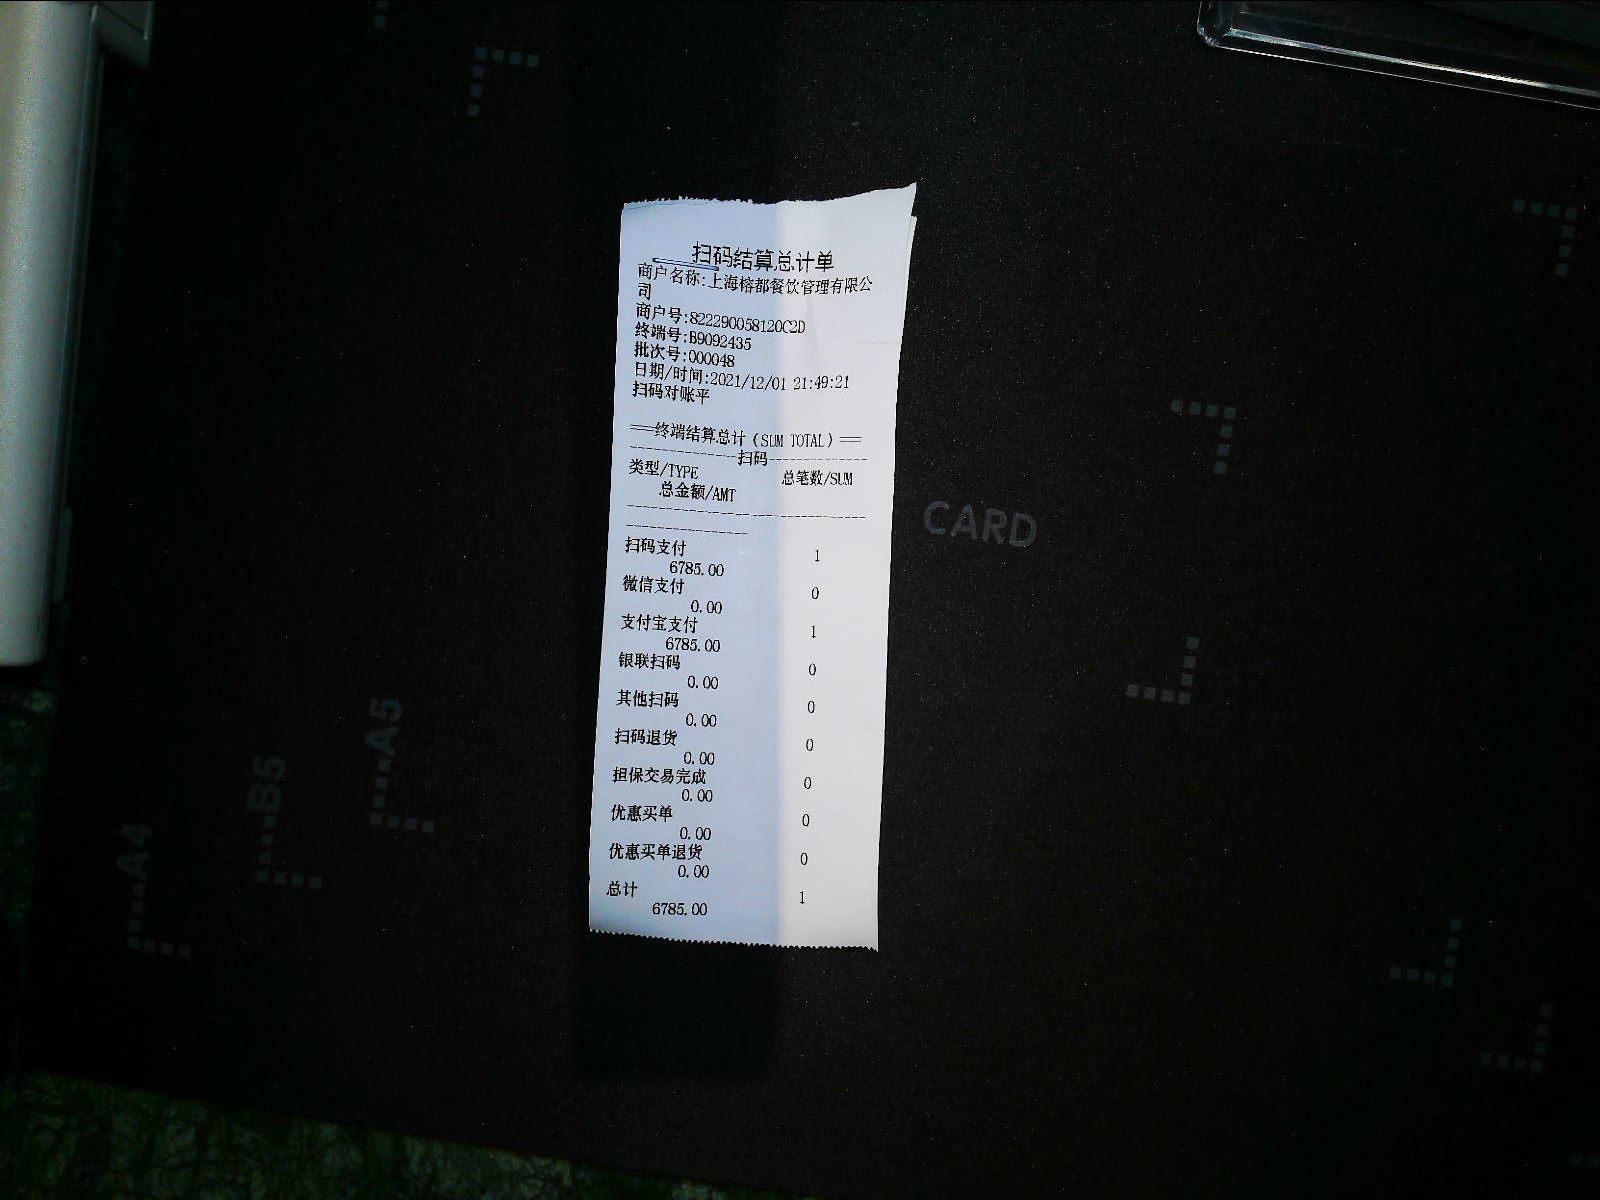 扫码结算总计单
商户名称:上海榕都餐饮管理有限公
司
商户号:822290058120C2D
终端号:B9092435
批次号:000048
日期/时间:2021/12/01 21:49:21
扫码对账平
===终端结算总计(SUM TOTAL)===
--------------扫码-------------
类型/TYPE 总笔数/SUM
总金额/AMT
扫码支付 1
6785.00
微信支付 0
0.00
支付宝支付 1
6785.00
银联扫码 0
0.00
其他扫码 0
0.00
扫码退货 0
0.00
担保交易完成 0
0.00
优惠买单 0
0.00
优惠买单退货 0
0.00
总计 1
6785.00
CARD
A5
B5
A4